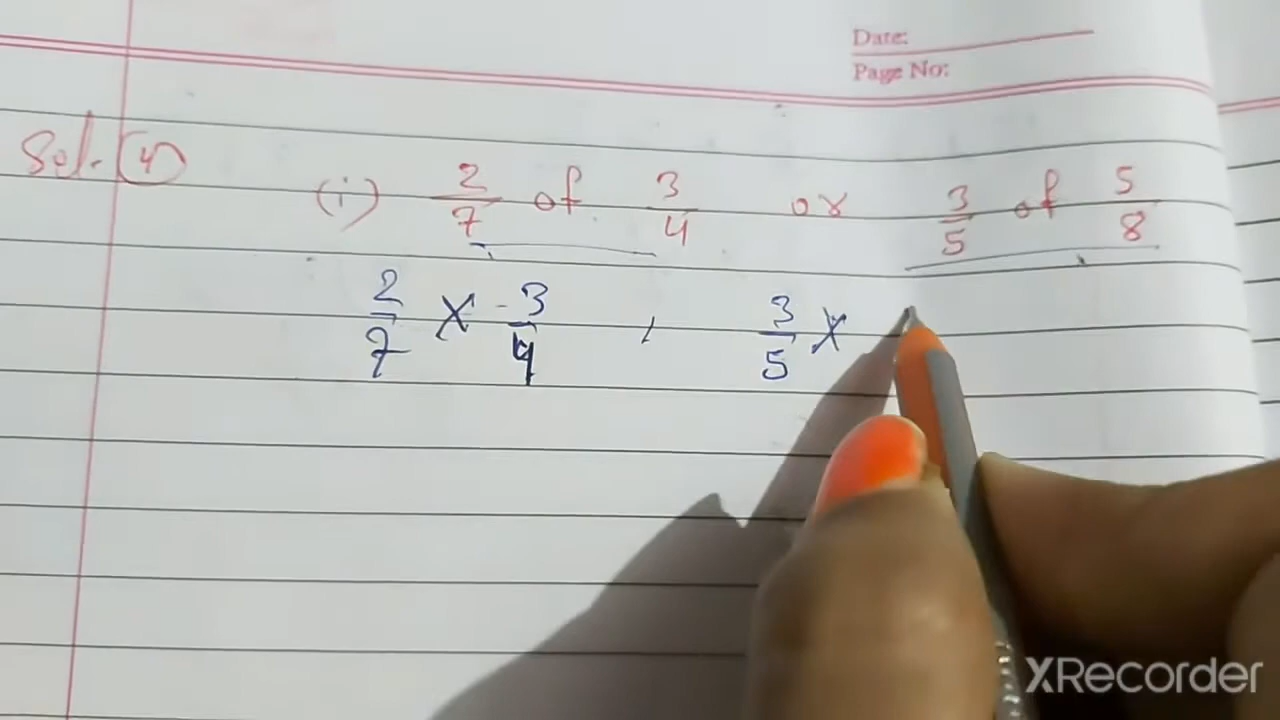 Date:
Page No:
Sol. (4) (i) 2/7 of 3/4 or 3/5 of 5/8
2/7 × 3/4 , 3/5 ×
XRecorder